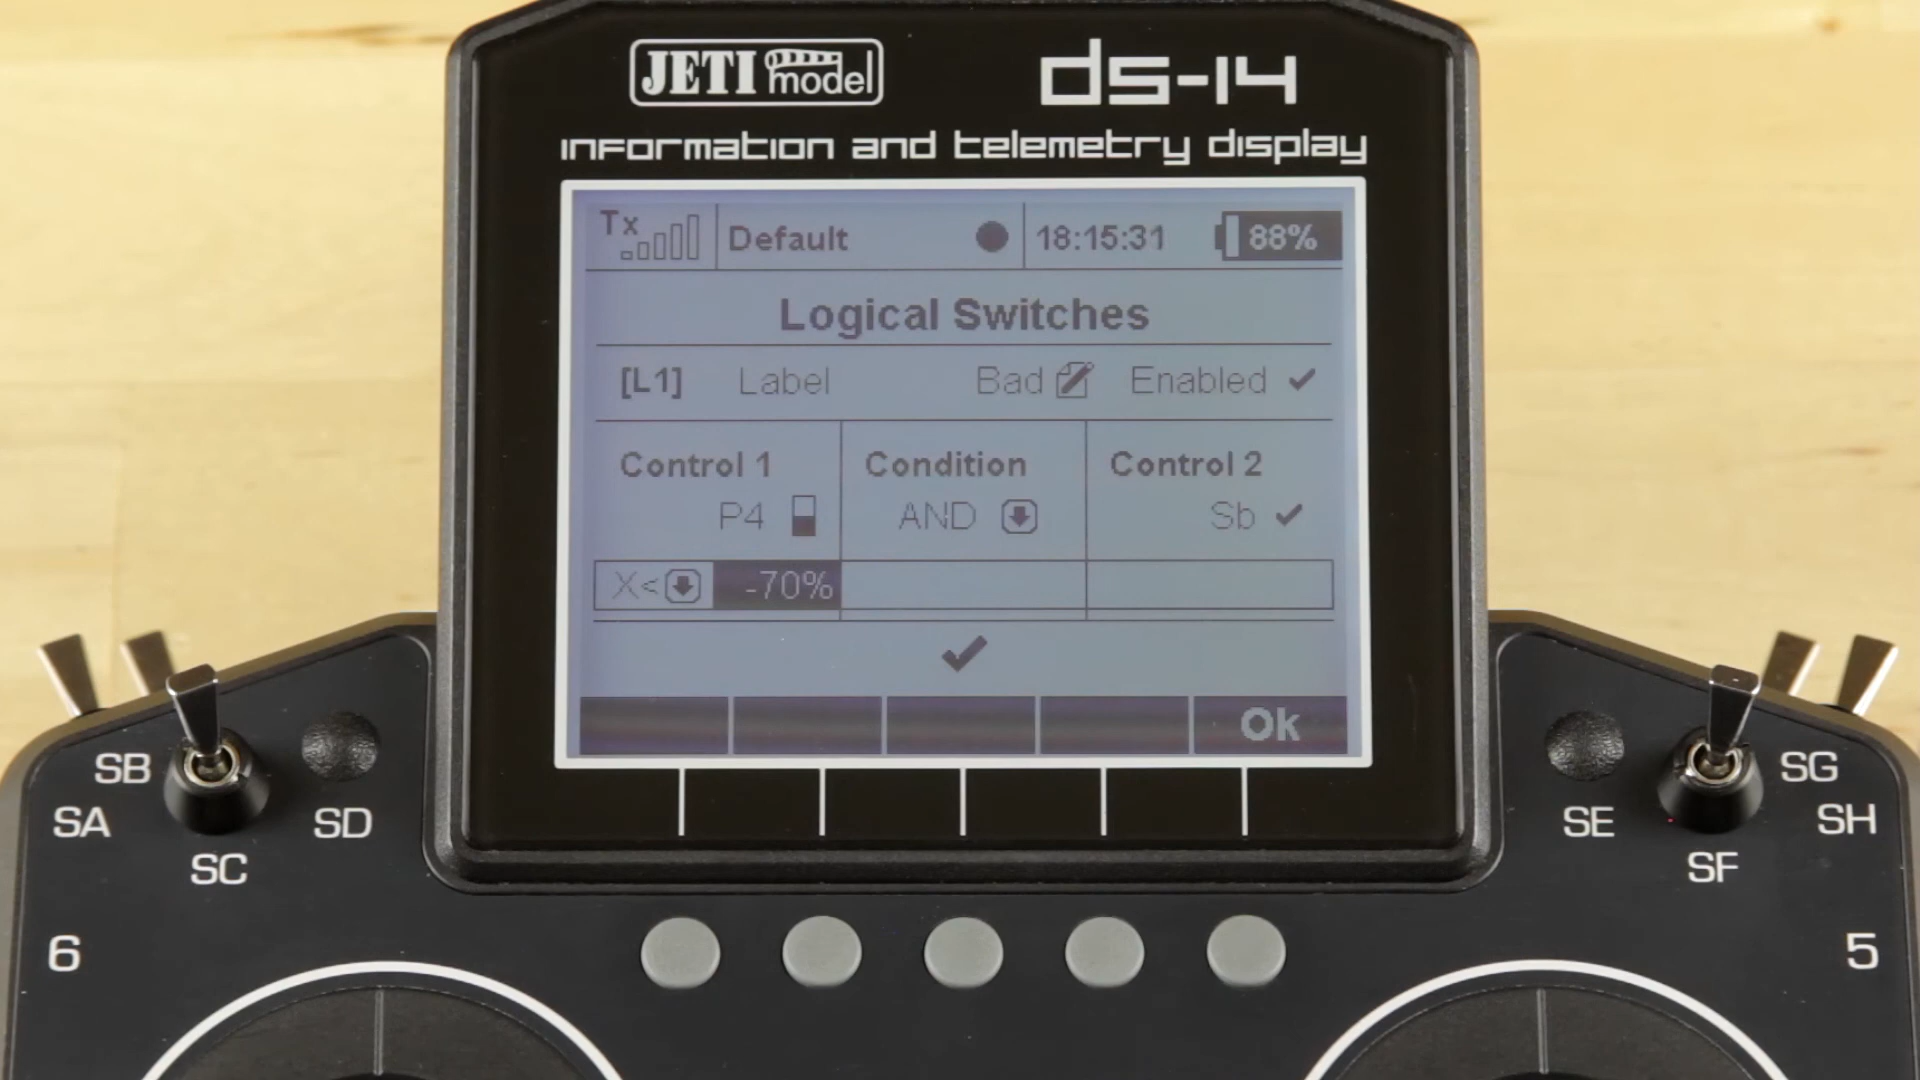 JETI model
DS-14
information and telemetry display
Tx Default 18:15:31 88%
Logical Switches
[L1] Label Bad Enabled
Control 1 Condition Control 2
P4 AND Sb
X< -70%
Ok
SB
SA
SC
SD
SE
SF
SG
SH
6
5